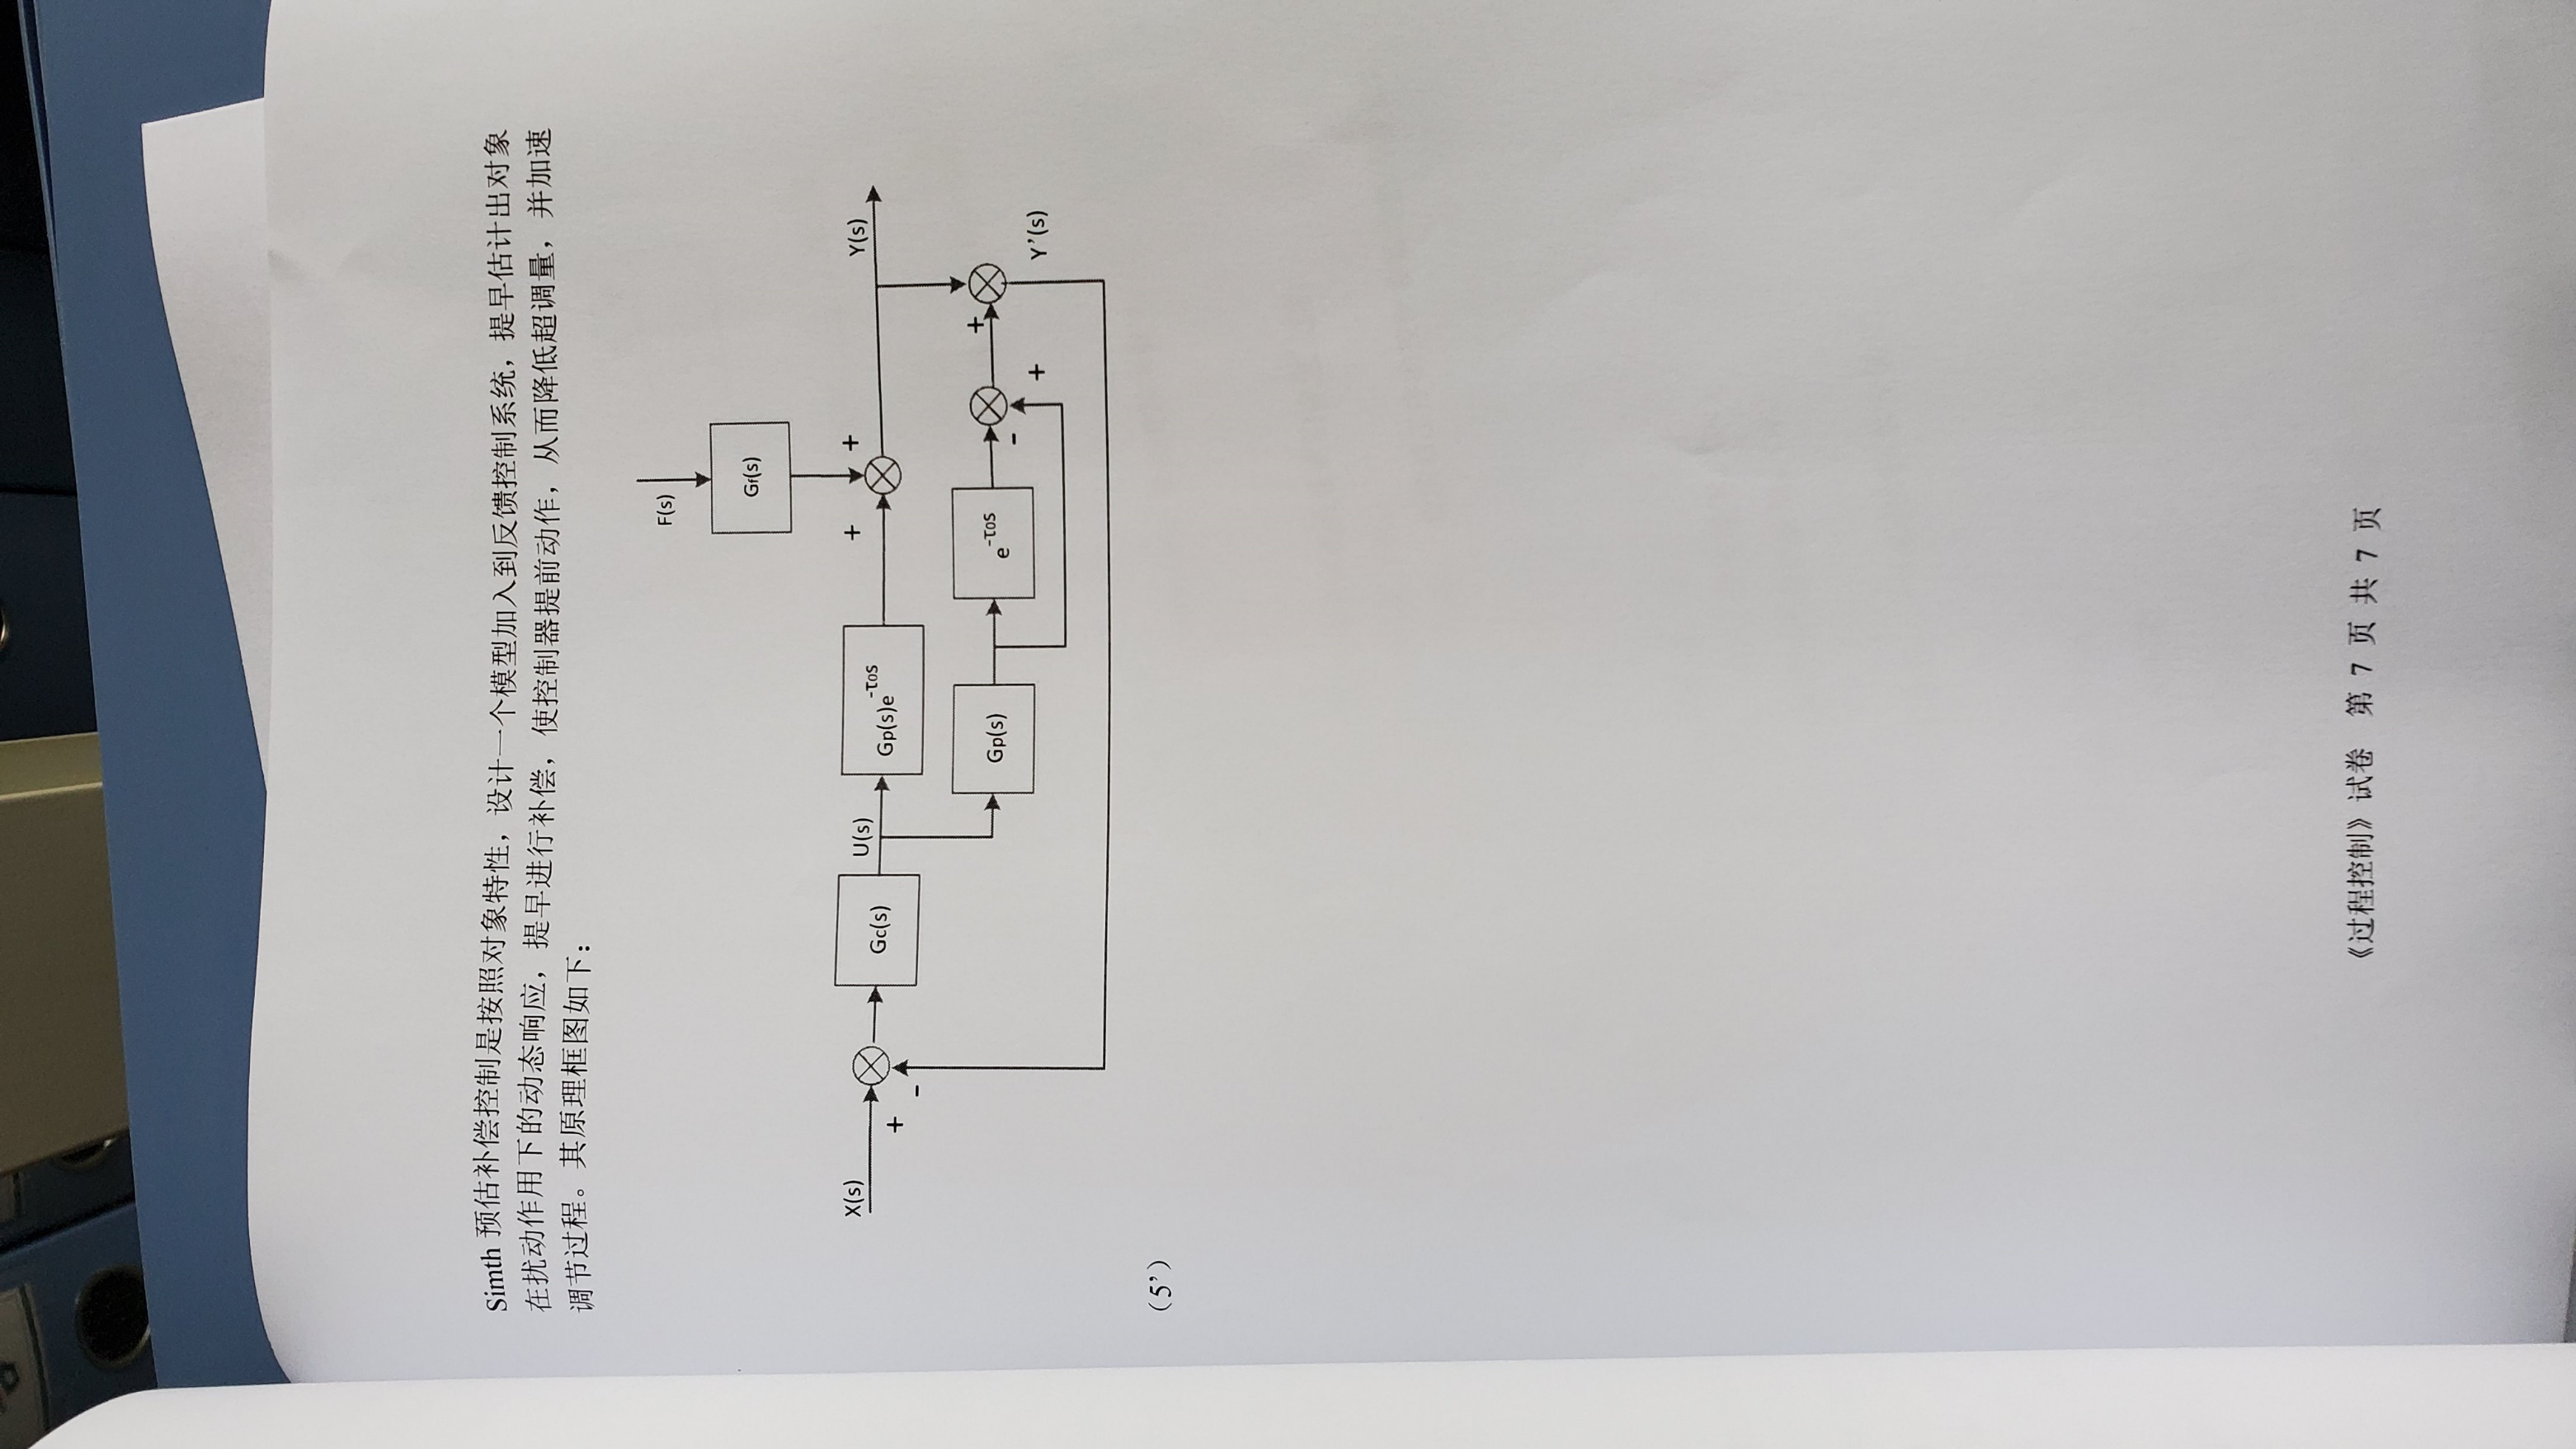 Simth 预估补偿控制是按照对象特性，设计一个模型加入到反馈控制系统，提早估计出对象
在扰动作用下的动态响应，提早进行补偿，使控制器提前动作，从而降低超调量，并加速
调节过程。其原理框图如下：
F(s)
Gf(s)
X(s)
+
-
Gc(s)
U(s)
Gp(s)e^-τ0s
+
+
Y(s)
Gp(s)
e^-τ0s
-
+
+
Y'(s)
（5’）
《过程控制》试卷 第 7 页 共 7 页